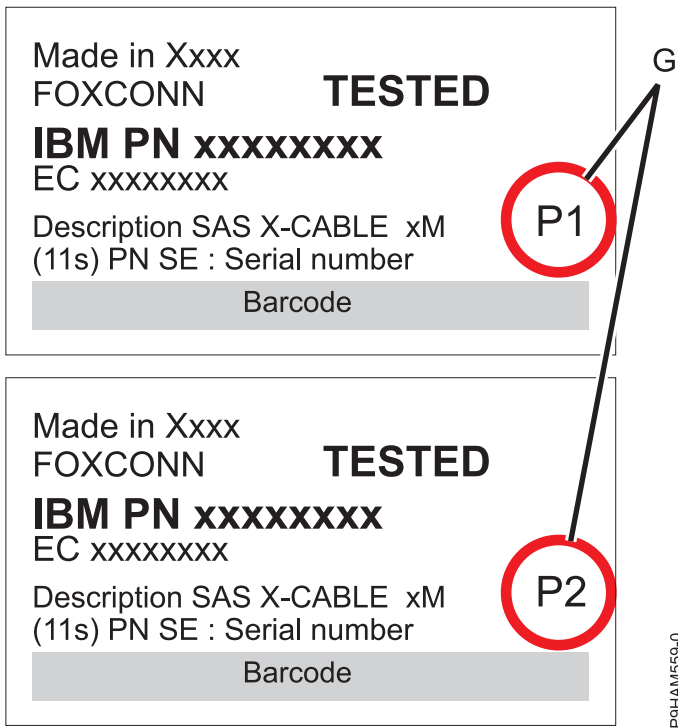 Made in Xxxx
FOXCONN TESTED
IBM PN xxxxxxxx
EC xxxxxxxx
Description SAS X-CABLE xM
(11s) PN SE : Serial number
Barcode
P1
G
Made in Xxxx
FOXCONN TESTED
IBM PN xxxxxxxx
EC xxxxxxxx
Description SAS X-CABLE xM
(11s) PN SE : Serial number
Barcode
P2
P9HAM559-0